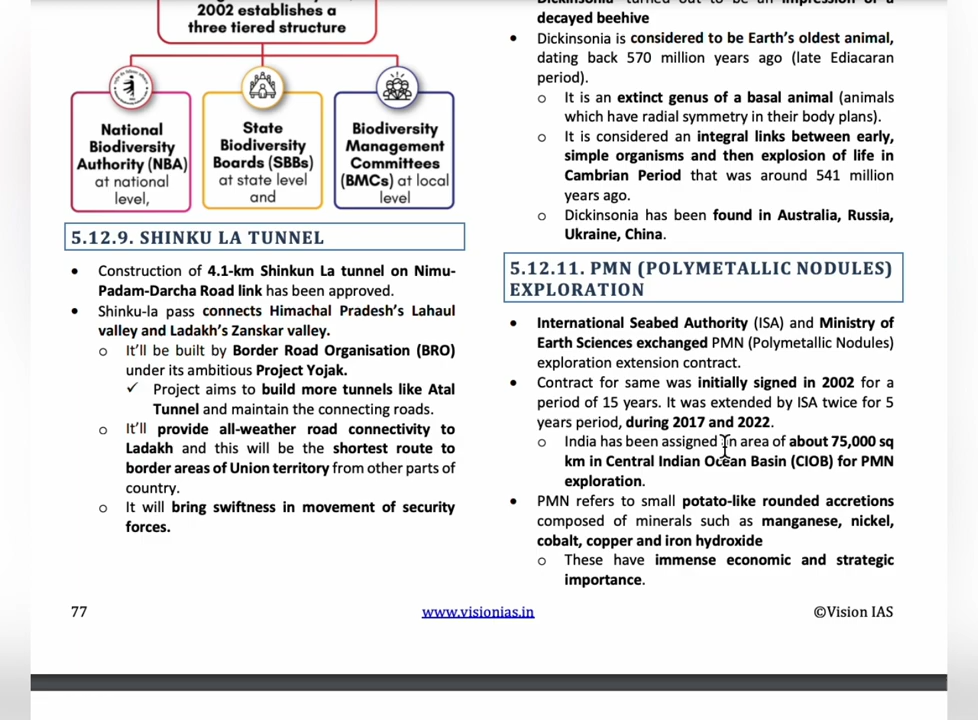 2002 establishes a
three tiered structure
National
Biodiversity
Authority (NBA)
at national
level,
State
Biodiversity
Boards (SBBs)
at state level
and
Biodiversity
Management
Committees
(BMCs) at local
level
5.12.9. SHINKU LA TUNNEL
• Construction of 4.1-km Shinkun La tunnel on Nimu-
Padam-Darcha Road link has been approved.
• Shinku-la pass connects Himachal Pradesh's Lahaul
valley and Ladakh's Zanskar valley.
o It'll be built by Border Road Organisation (BRO)
under its ambitious Project Yojak.
✓ Project aims to build more tunnels like Atal
Tunnel and maintain the connecting roads.
o It'll provide all-weather road connectivity to
Ladakh and this will be the shortest route to
border areas of Union territory from other parts of
country.
o It will bring swiftness in movement of security
forces.
decayed beehive
• Dickinsonia is considered to be Earth's oldest animal,
dating back 570 million years ago (late Ediacaran
period).
o It is an extinct genus of a basal animal (animals
which have radial symmetry in their body plans).
o It is considered an integral links between early,
simple organisms and then explosion of life in
Cambrian Period that was around 541 million
years ago.
o Dickinsonia has been found in Australia, Russia,
Ukraine, China.
5.12.11. PMN (POLYMETALLIC NODULES)
EXPLORATION
• International Seabed Authority (ISA) and Ministry of
Earth Sciences exchanged PMN (Polymetallic Nodules)
exploration extension contract.
• Contract for same was initially signed in 2002 for a
period of 15 years. It was extended by ISA twice for 5
years period, during 2017 and 2022.
o India has been assigned an area of about 75,000 sq
km in Central Indian Ocean Basin (CIOB) for PMN
exploration.
• PMN refers to small potato-like rounded accretions
composed of minerals such as manganese, nickel,
cobalt, copper and iron hydroxide
o These have immense economic and strategic
importance.
77
www.visionias.in
©Vision IAS